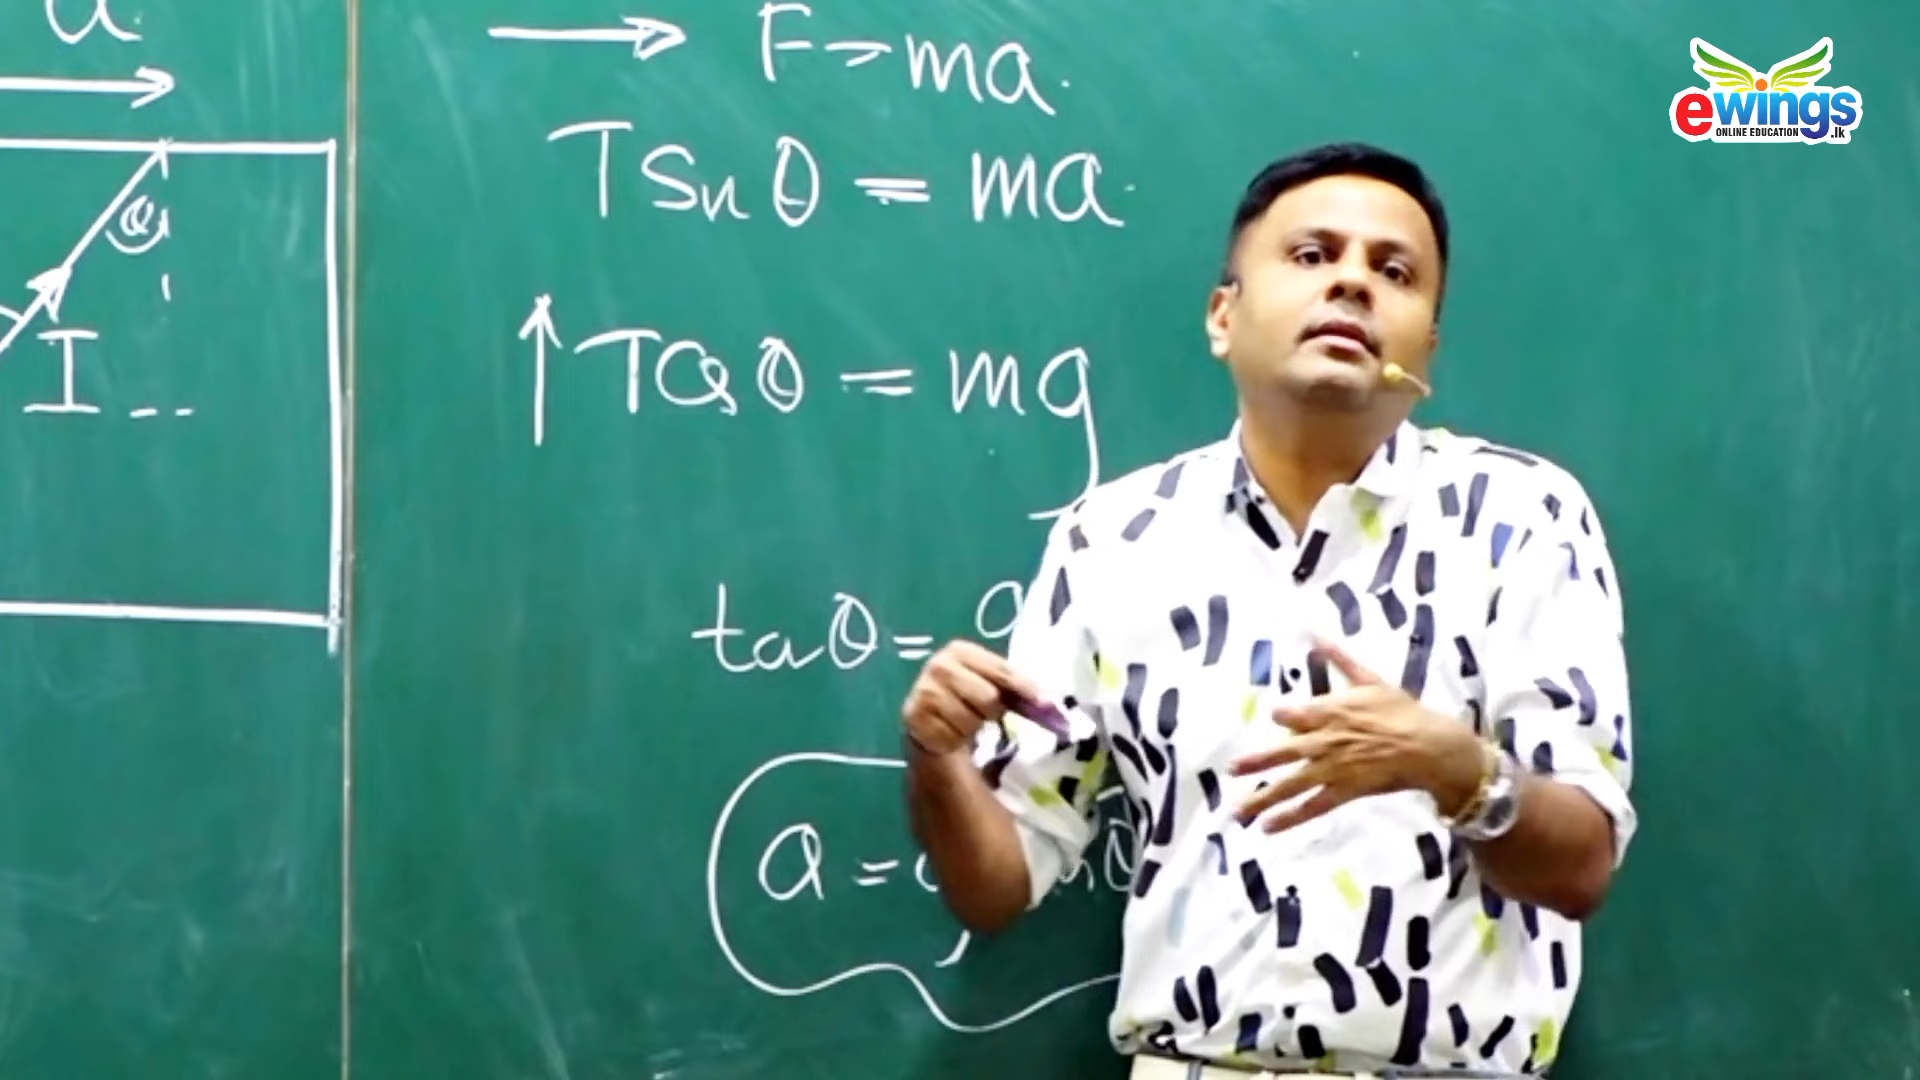 a
θ
I
F = ma.
T Sin θ = ma.
↑ T Cos θ = mg
tan θ =
a =
ewings
ONLINE EDUCATION .lk